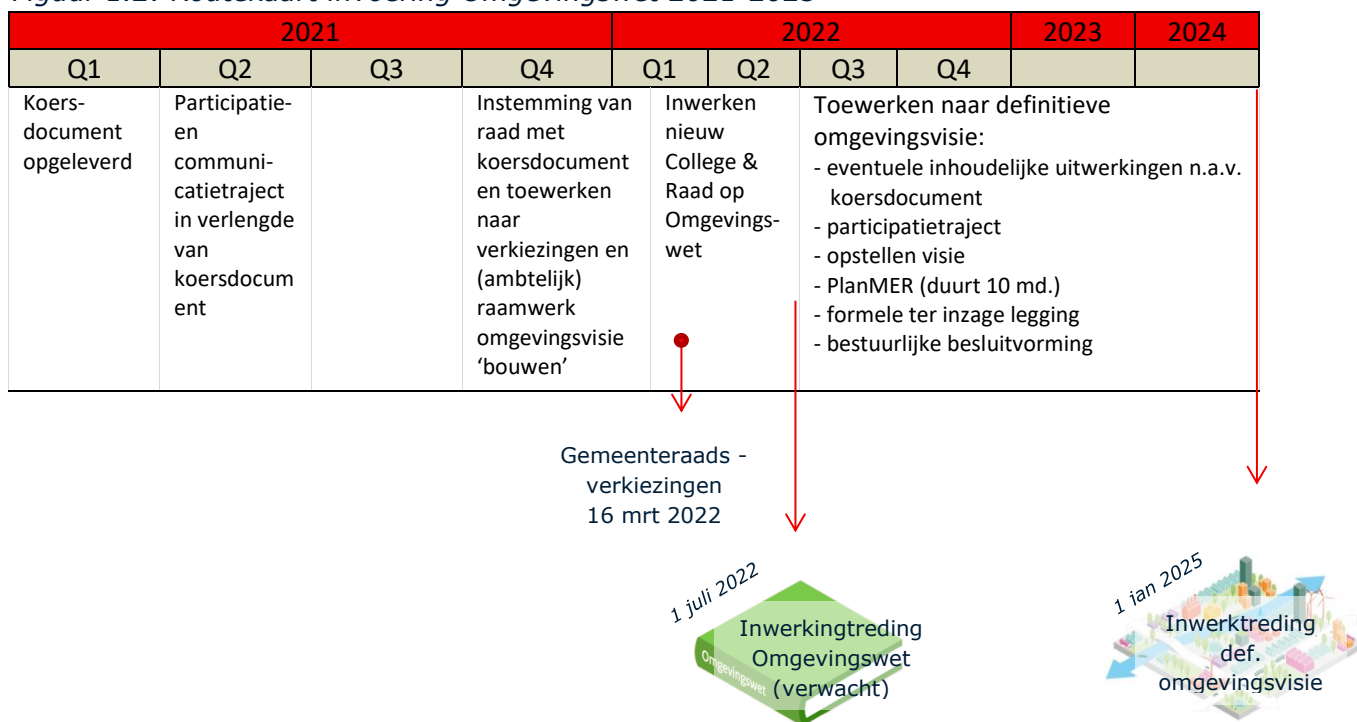 Routekaart invoering Omgevingswet
2021 2022 2023 2024
Q1 Q2 Q3 Q4 Q1 Q2 Q3 Q4
Koers-
document
opgeleverd
Participatie-
en
communi-
catietraject
in verlengde
van
koersdocum
ent
Instemming van
raad met
koersdocument
en toewerken
naar
verkiezingen en
(ambtelijk)
raamwerk
omgevingsvisie
‘bouwen’
Inwerken
nieuw
College &
Raad op
Omgevings-
wet
Toewerken naar definitieve
omgevingsvisie:
- eventuele inhoudelijke uitwerkingen n.a.v.
koersdocument
- participatietraject
- opstellen visie
- PlanMER (duurt 10 md.)
- formele ter inzage legging
- bestuurlijke besluitvorming
Gemeenteraads -
verkiezingen
16 mrt 2022
1 juli 2022
Inwerkingtreding
Omgevingswet
(verwacht)
Omgevingswet
1 jan 2025
Inwerktreding
def.
omgevingsvisie